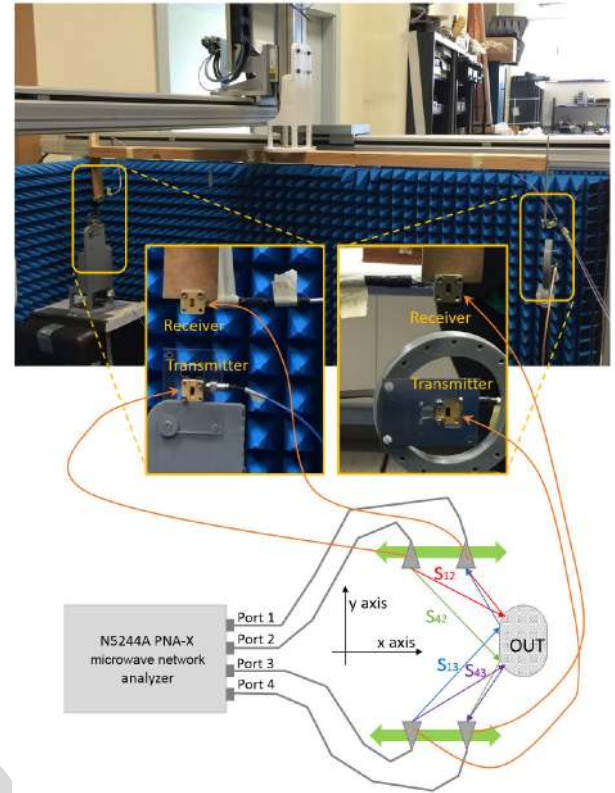 Receiver
Transmitter
Receiver
Transmitter
Port 1
Port 2
Port 3
Port 4
N5244A PNA-X
microwave network
analyzer
y axis
x axis
S12
S42
S13
S43
OUT